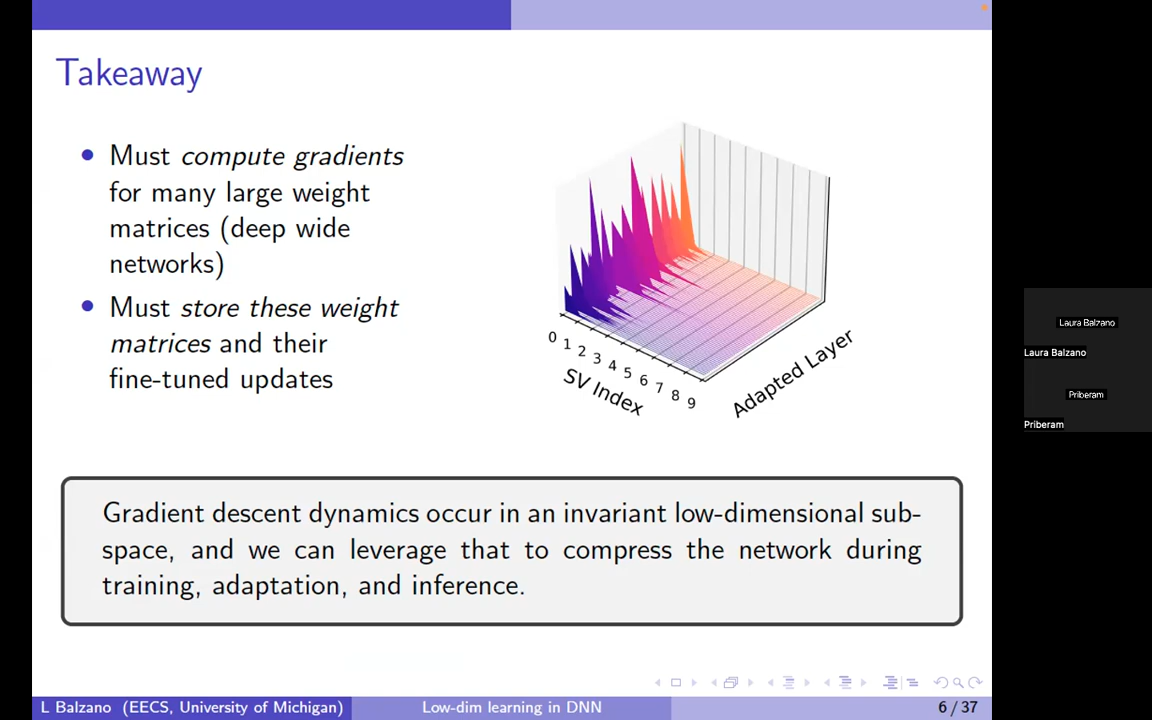 Takeaway
Must compute gradients
for many large weight
matrices (deep wide
networks)
Must store these weight
matrices and their
fine-tuned updates
0 1 2 3 4 5 6 7 8 9
SV Index
Adapted Layer
Gradient descent dynamics occur in an invariant low-dimensional sub-
space, and we can leverage that to compress the network during
training, adaptation, and inference.
L Balzano (EECS, University of Michigan)
Low-dim learning in DNN
6 / 37
Laura Balzano
Laura Balzano
Priberam
Priberam